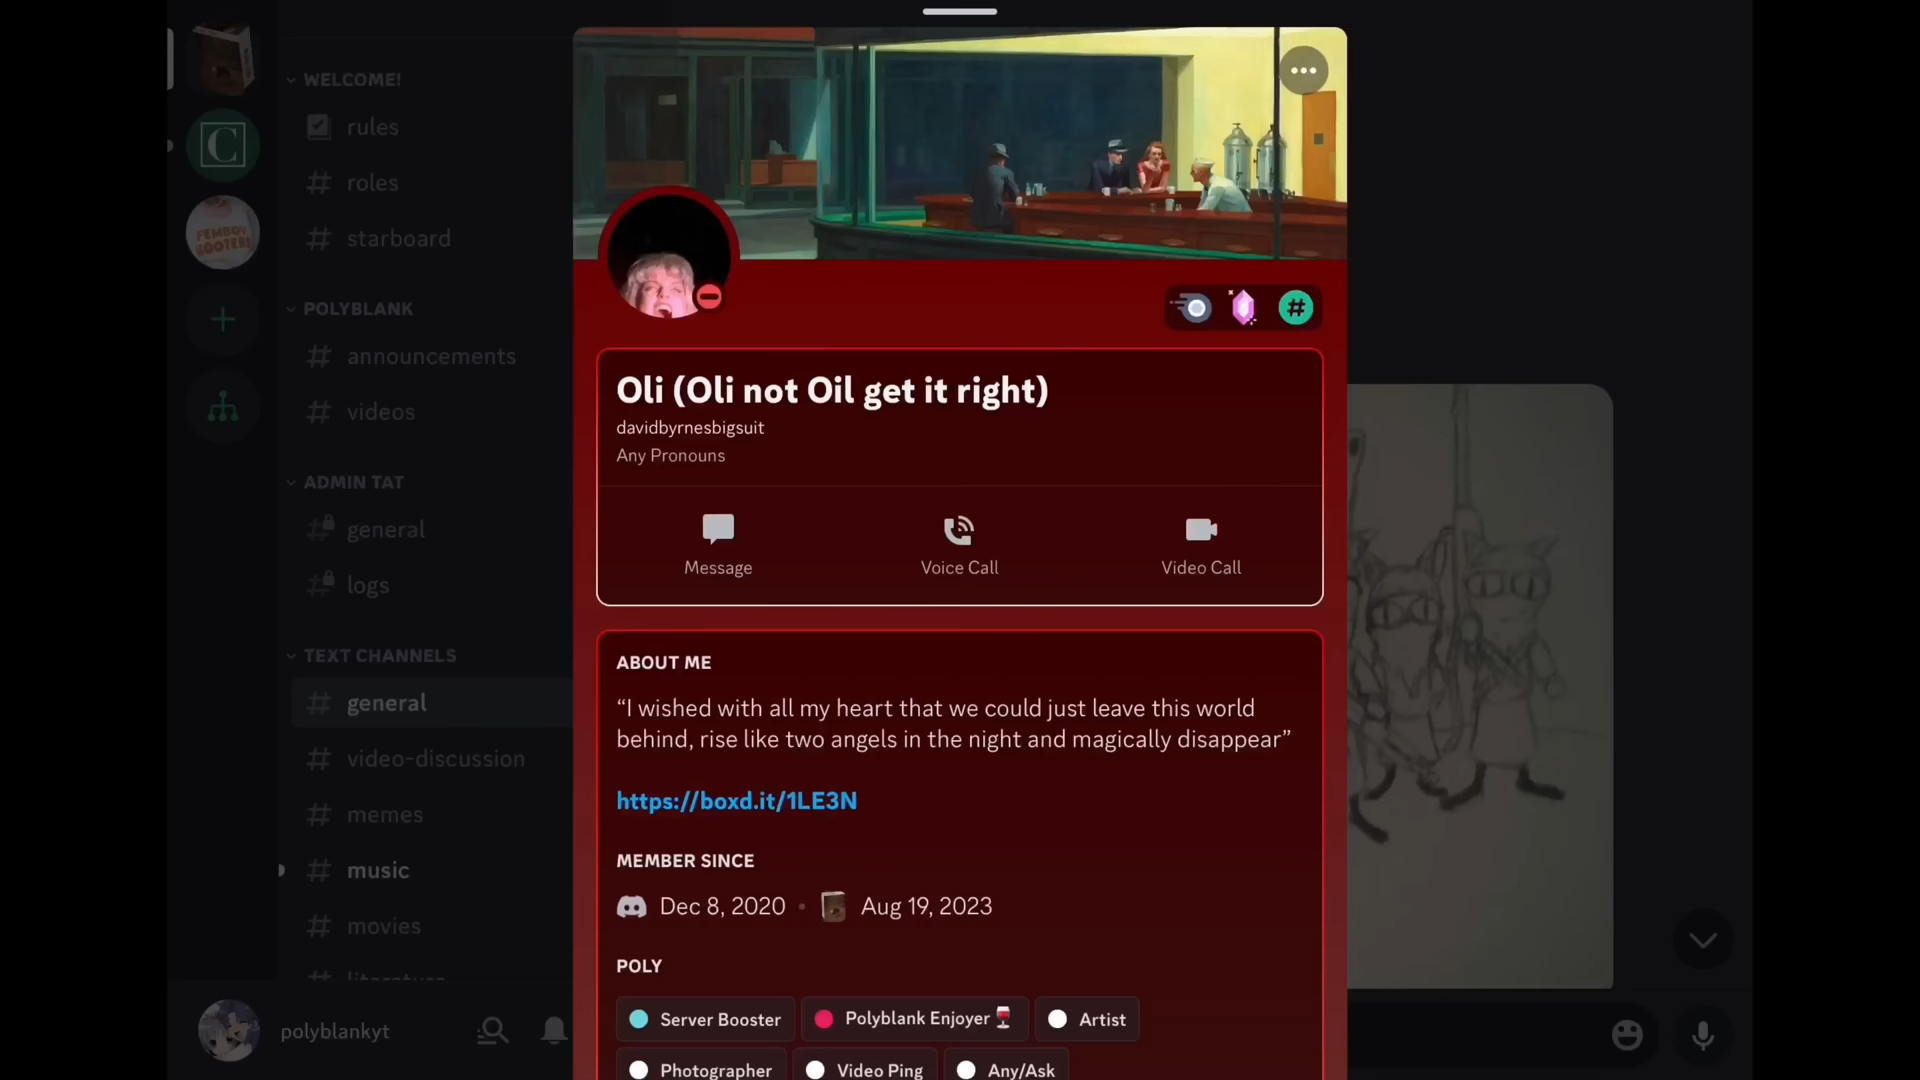 WELCOME!
rules
# roles
# starboard
POLYBLANK
# announcements
# videos
ADMIN TAT
general
logs
TEXT CHANNELS
# general
# video-discussion
# memes
# music
# movies
polyblankyt
C
FEMBOY
HOOTERS
#
Oli (Oli not Oil get it right)
davidbyrnesbigsuit
Any Pronouns
Message
Voice Call
Video Call
ABOUT ME
“I wished with all my heart that we could just leave this world
behind, rise like two angels in the night and magically disappear”
https://boxd.it/1LE3N
MEMBER SINCE
Dec 8, 2020 • Aug 19, 2023
POLY
Server Booster Polyblank Enjoyer🍷 Artist
Photographer Video Ping Any/Ask